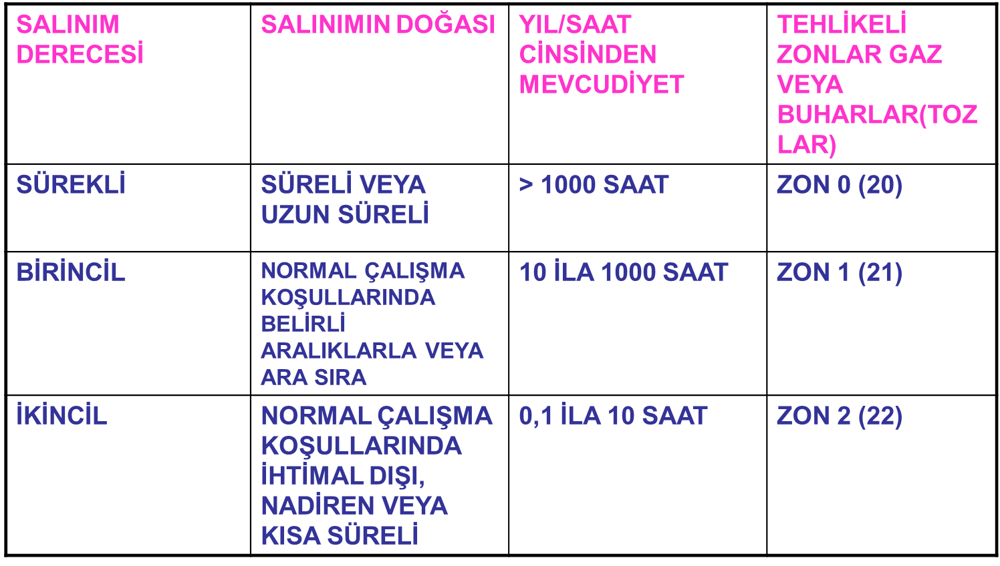 SALINIM
DERECESİ
SALINIMIN DOĞASI
YIL/SAAT
CİNSİNDEN
MEVCUDİYET
TEHLİKELİ
ZONLAR GAZ
VEYA
BUHARLAR(TOZ
LAR)
SÜREKLİ
SÜRELİ VEYA
UZUN SÜRELİ
> 1000 SAAT
ZON 0 (20)
BİRİNCİL
NORMAL ÇALIŞMA
KOŞULLARINDA
BELİRLİ
ARALIKLARLA VEYA
ARA SIRA
10 İLA 1000 SAAT
ZON 1 (21)
İKİNCİL
NORMAL ÇALIŞMA
KOŞULLARINDA
İHTİMAL DIŞI,
NADİREN VEYA
KISA SÜRELİ
0,1 İLA 10 SAAT
ZON 2 (22)